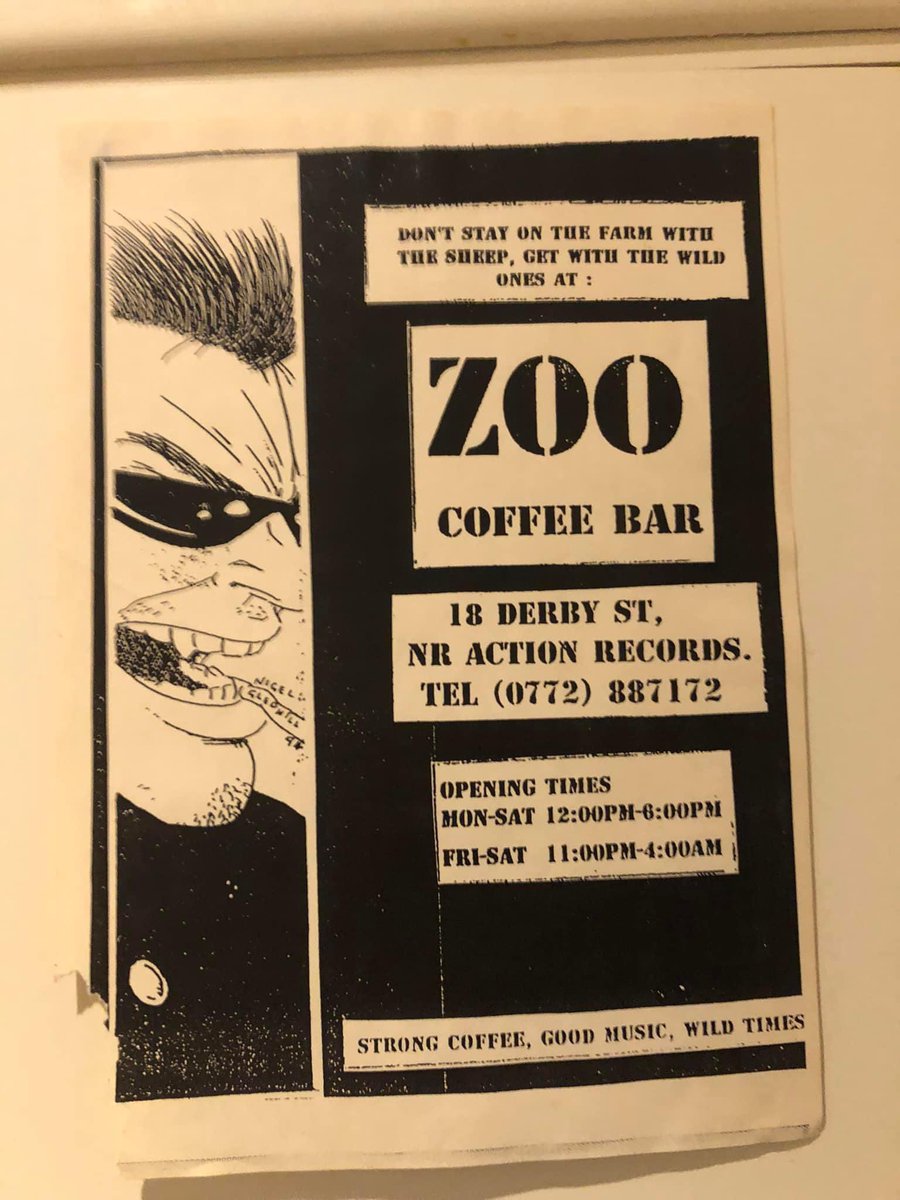 DON'T STAY ON THE FARM WITH
THE SHEEP, GET WITH THE WILD
ONES AT :
ZOO
COFFEE BAR
18 DERBY ST,
NR ACTION RECORDS.
TEL (0772) 887172
OPENING TIMES
MON-SAT 12:00PM-6:00PM
FRI-SAT 11:00PM-4:00AM
STRONG COFFEE, GOOD MUSIC, WILD TIMES
NIGEL